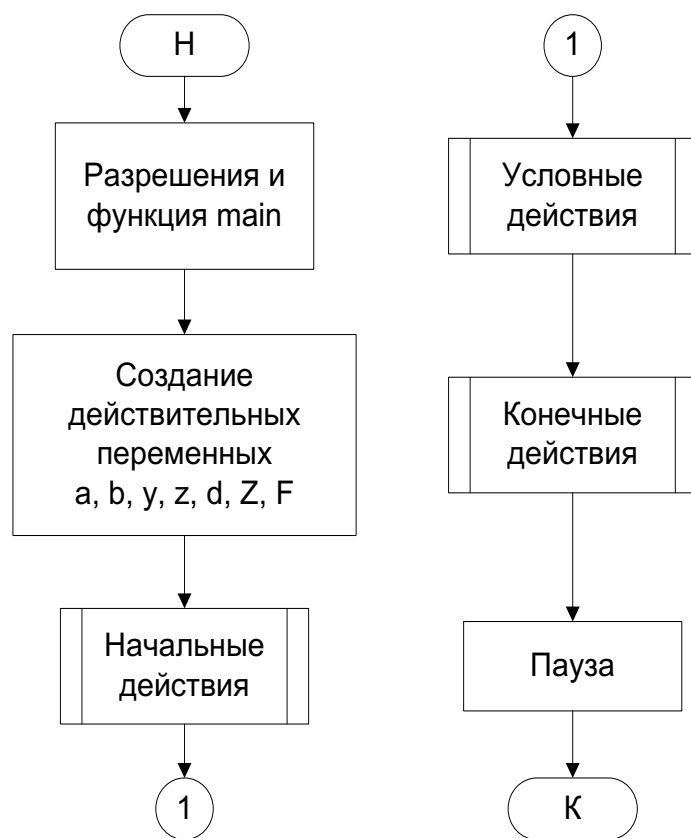 Н
Разрешения и
функция main
Создание
действительных
переменных
a, b, y, z, d, Z, F
Начальные
действия
1
1
Условные
действия
Конечные
действия
Пауза
К